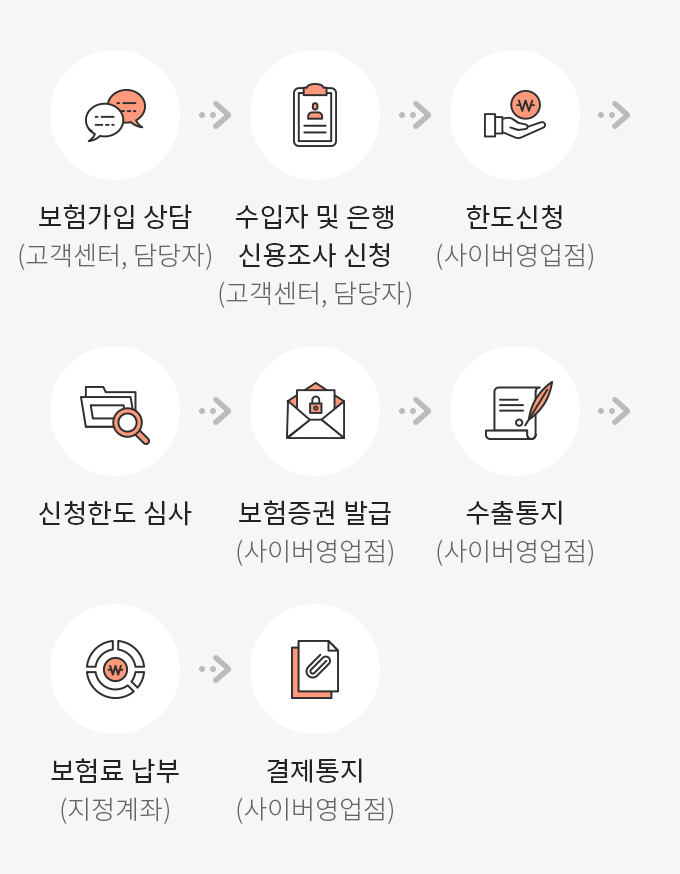 보험가입 상담
(고객센터, 담당자)
수입자 및 은행
신용조사 신청
(고객센터, 담당자)
한도신청
(사이버영업점)
신청한도 심사
보험증권 발급
(사이버영업점)
수출통지
(사이버영업점)
보험료 납부
(지정계좌)
결제통지
(사이버영업점)